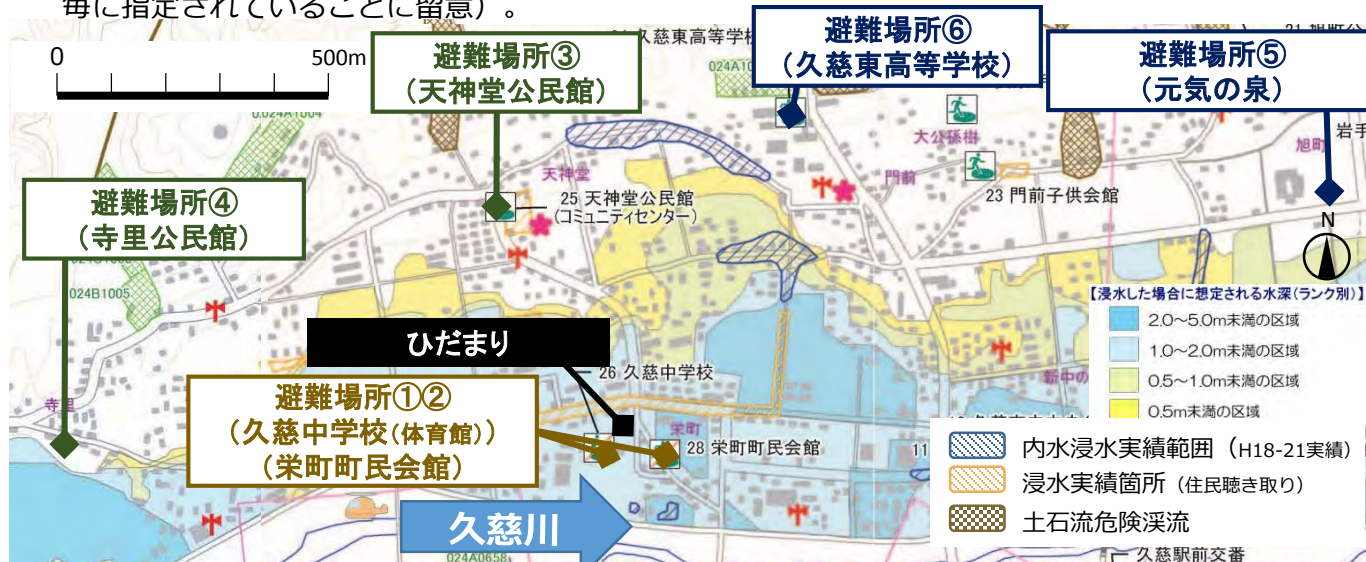 毎に指定されていることに留意）。
0
500m
避難場所③
（天神堂公民館）
避難場所⑥
（久慈東高等学校）
避難場所⑤
（元気の泉）
久慈東高等学校
024A1004
大公孫樹
旭町
岩手
天神堂
門前
25 天神堂公民館
（コミュニティセンター）
23 門前子供会館
避難場所④
（寺里公民館）
N
024B1005
【浸水した場合に想定される水深（ランク別）】
2.0～5.0m未満の区域
1.0～2.0m未満の区域
0.5～1.0m未満の区域
0.5m未満の区域
ひだまり
26 久慈中学校
新中の
避難場所①②
（久慈中学校（体育館））
（栄町町民会館）
寺里
栄町
28 栄町町民会館
11
内水浸水実績範囲（H18-21実績）
浸水実績箇所（住民聴き取り）
土石流危険渓流
久慈川
024A0658
久慈駅前交番